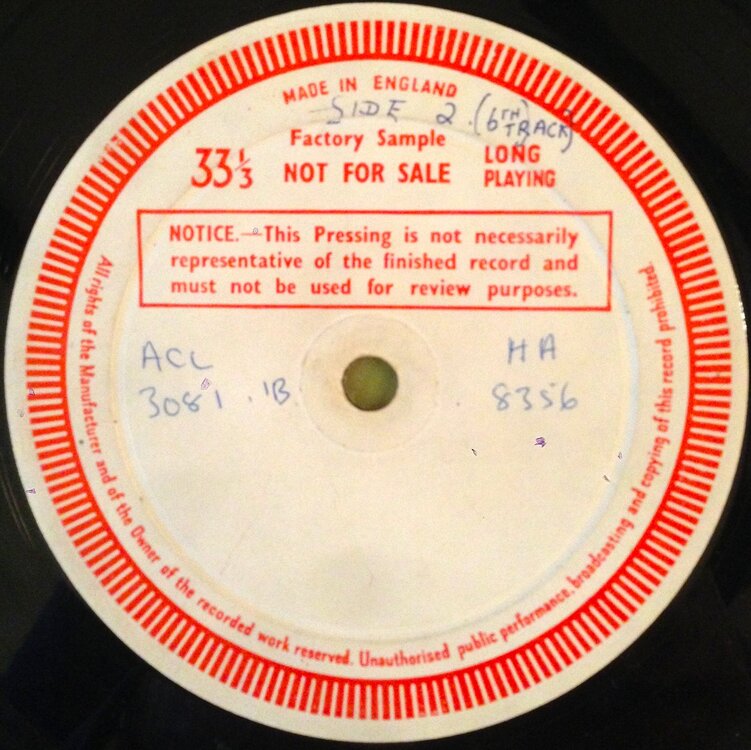 MADE IN ENGLAND
SIDE 2. (6TH TRACK)
Factory Sample
33 1/3 NOT FOR SALE LONG PLAYING
NOTICE.—This Pressing is not necessarily
representative of the finished record and
must not be used for review purposes.
ACL HA
3081. 1B. 8356
All rights of the Manufacturer and of the Owner of the recorded work reserved. Unauthorised public performance, broadcasting and copying of this record prohibited.